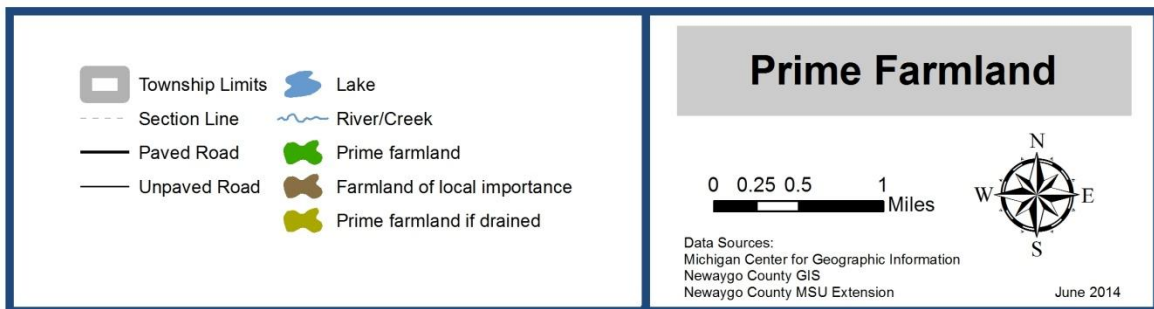 Township Limits
Section Line
Paved Road
Unpaved Road
Lake
River/Creek
Prime farmland
Farmland of local importance
Prime farmland if drained
Prime Farmland
0 0.25 0.5 1
Miles
N
W E
S
Data Sources:
Michigan Center for Geographic Information
Newaygo County GIS
Newaygo County MSU Extension
June 2014